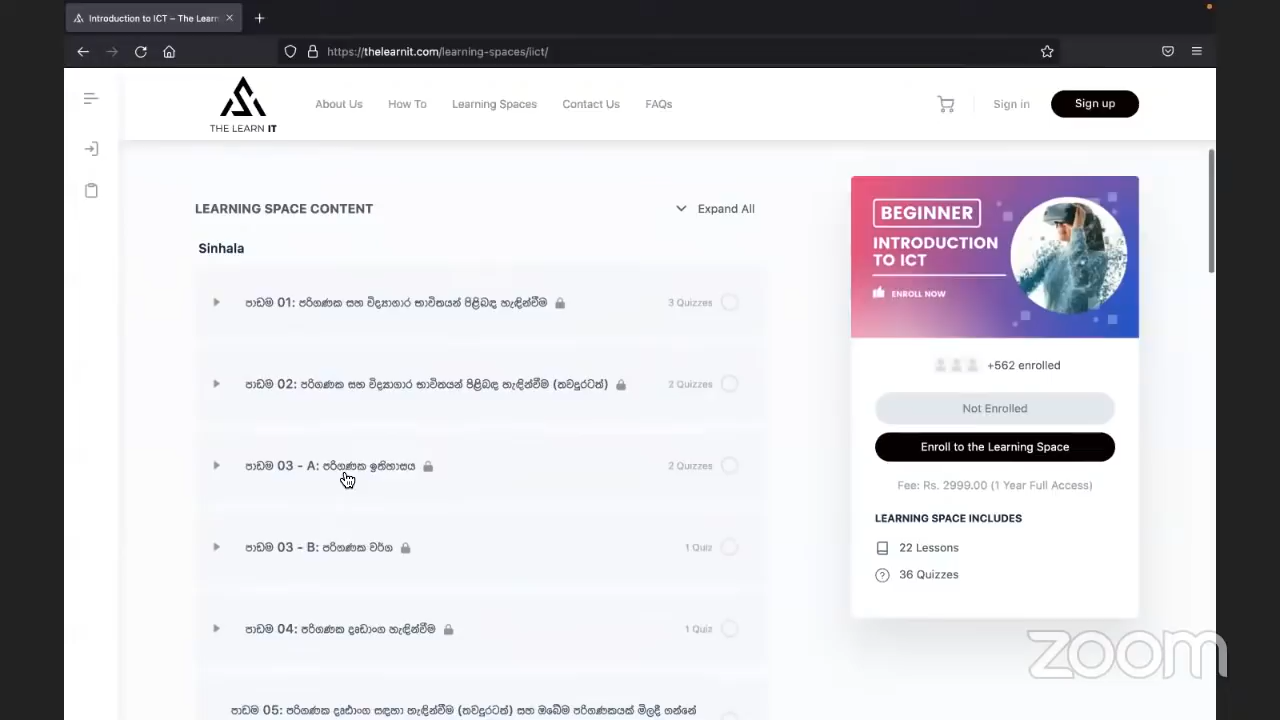 Introduction to ICT – The Learn
https://thelearnit.com/learning-spaces/iict/
THE LEARN IT
About Us
How To
Learning Spaces
Contact Us
FAQs
Sign in
Sign up
LEARNING SPACE CONTENT
Expand All
Sinhala
පාඩම 01: පරිගණක සහ විද්‍යාගාර භාවිතයන් පිළිබඳ හැඳින්වීම
3 Quizzes
පාඩම 02: පරිගණක සහ විද්‍යාගාර භාවිතයන් පිළිබඳ හැඳින්වීම (තවදුරටත්)
2 Quizzes
පාඩම 03 - A: පරිගණක ඉතිහාසය
2 Quizzes
පාඩම 03 - B: පරිගණක වර්ග
1 Quiz
පාඩම 04: පරිගණක දෘඩාංග හැඳින්වීම
1 Quiz
පාඩම 05: පරිගණක දෘඪාංග සඳහා හැඳින්වීම (තවදුරටත්) සහ ඔබේම පරිගණකයක් මිලදී ගන්නේ
BEGINNER
INTRODUCTION
TO ICT
ENROLL NOW
+562 enrolled
Not Enrolled
Enroll to the Learning Space
Fee: Rs. 2999.00 (1 Year Full Access)
LEARNING SPACE INCLUDES
22 Lessons
36 Quizzes
zoom